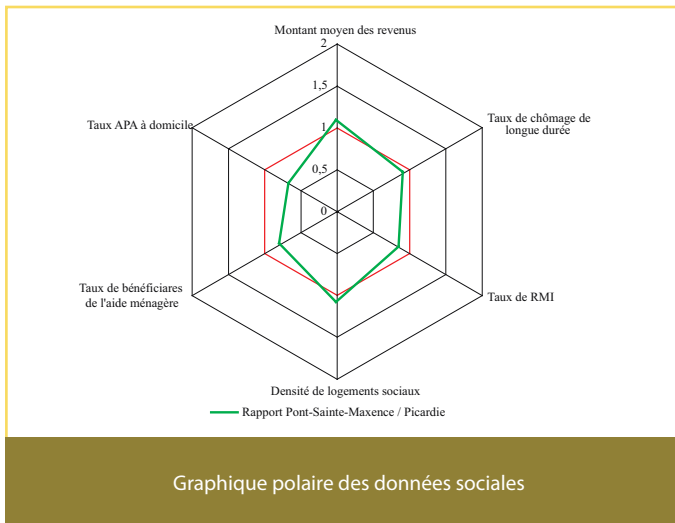 Montant moyen des revenus
2
1,5
1
0,5
0
Taux APA à domicile
Taux de chômage de
longue durée
Taux de bénéficiares
de l'aide ménagère
Taux de RMI
Densité de logements sociaux
Rapport Pont-Sainte-Maxence / Picardie
Graphique polaire des données sociales